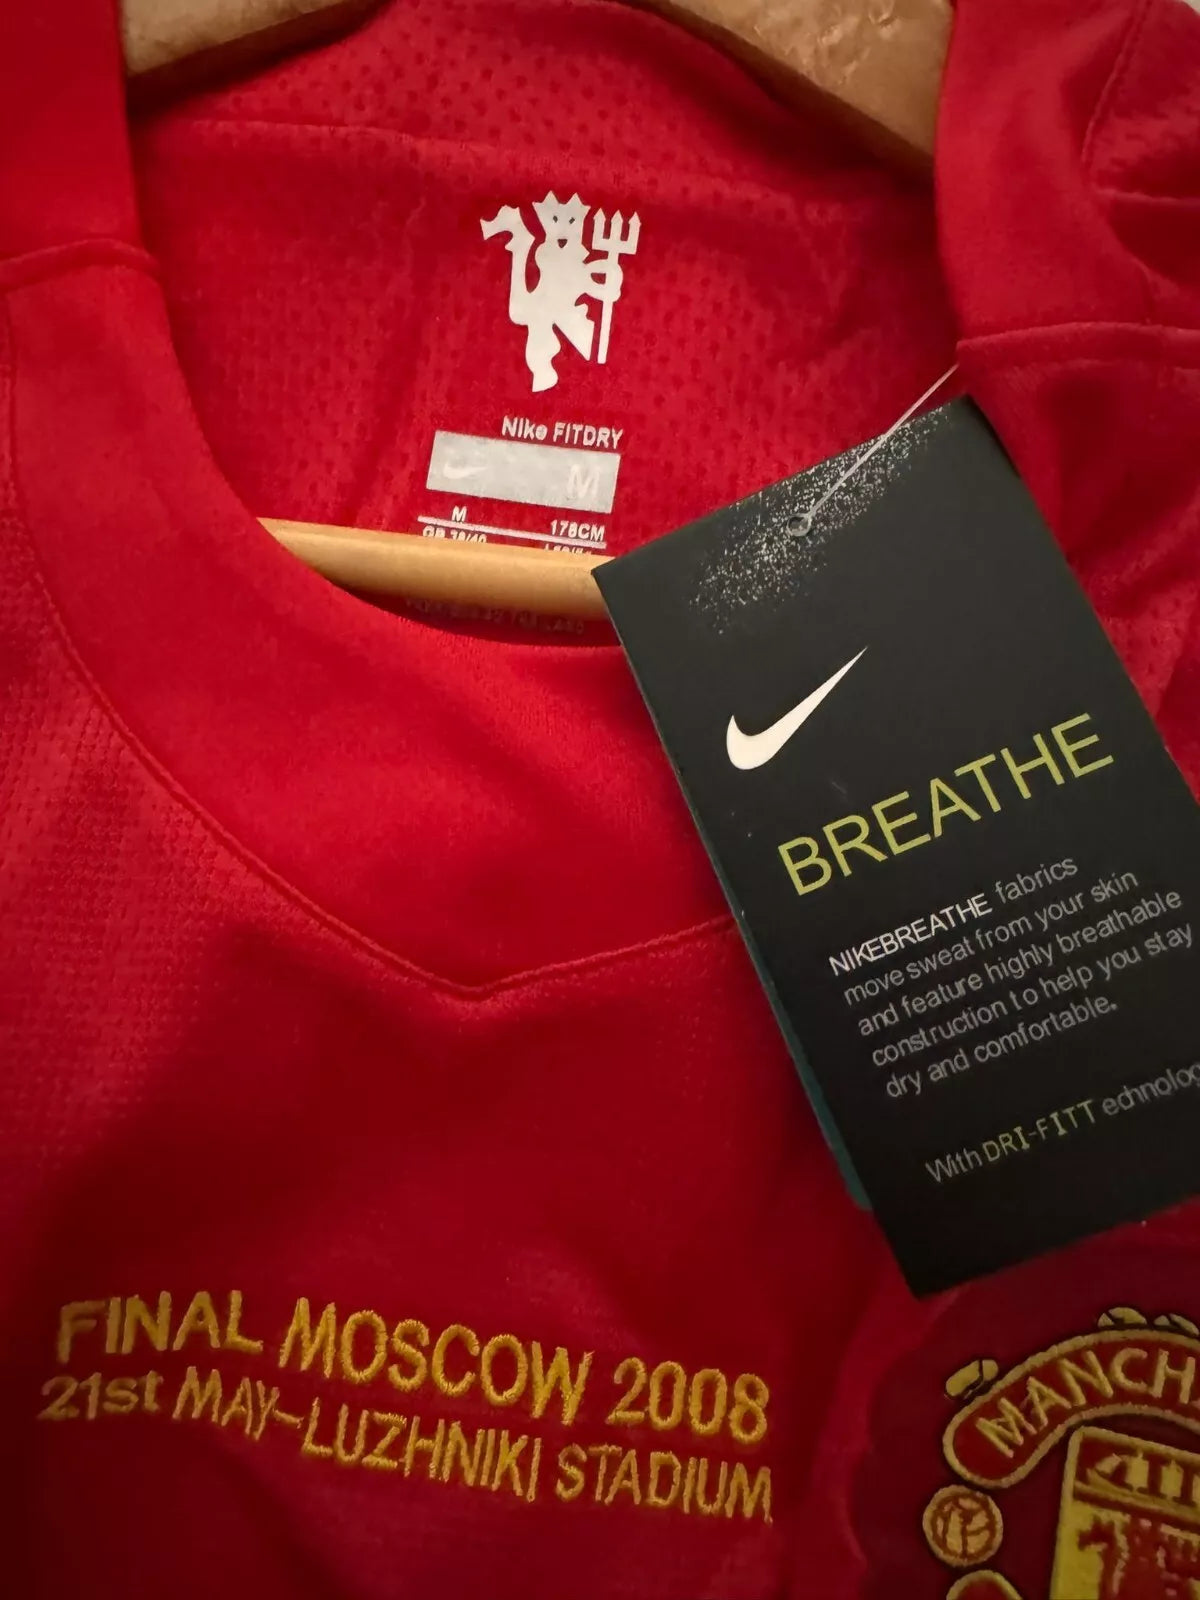 Nike FITDRY
M
M 178CM
BREATHE
NIKEBREATHE fabrics
move sweat from your skin
and feature highly breathable
construction to help you stay
dry and comfortable.
With DRI-FITT echnolog
FINAL MOSCOW 2008
21st MAY-LUZHNIKI STADIUM
MANCH